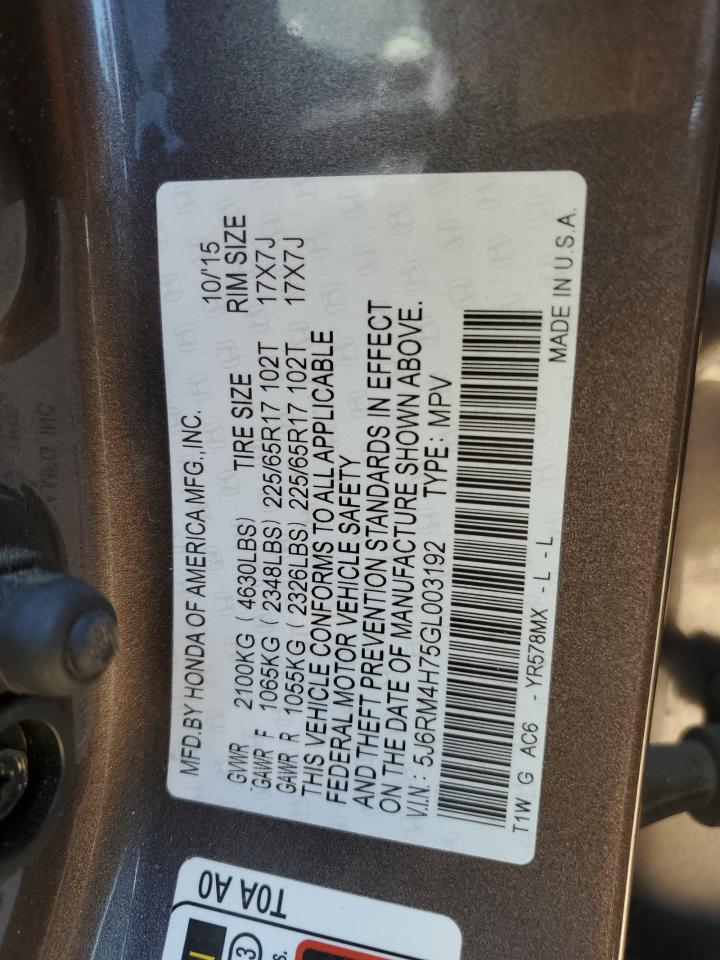 MFD.BY HONDA OF AMERICA MFG.,INC. 10/'15
GVWR 2100KG ( 4630LBS) TIRE SIZE RIM SIZE
GAWR F 1065KG ( 2348LBS) 225/65R17 102T 17X7J
GAWR R 1055KG ( 2326LBS) 225/65R17 102T 17X7J
THIS VEHICLE CONFORMS TO ALL APPLICABLE
FEDERAL MOTOR VEHICLE SAFETY
AND THEFT PREVENTION STANDARDS IN EFFECT
ON THE DATE OF MANUFACTURE SHOWN ABOVE.
V.I.N.: 5J6RM4H75GL003192 TYPE: MPV
T1W G AC6 - YR578MX - L - L MADE IN U.S.A.
T0A A0
3